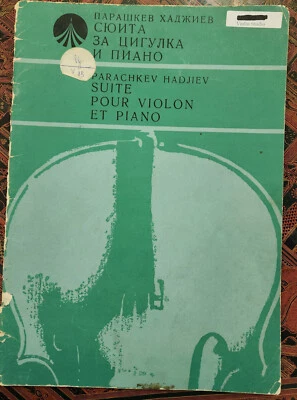 ПАРАШКЕВ ХАДЖИЕВ
СЮИТА
ЗА ЦИГУЛКА
И ПИАНО
PARACHKEV HADJIEV
SUITE
POUR VIOLON
ET PIANO